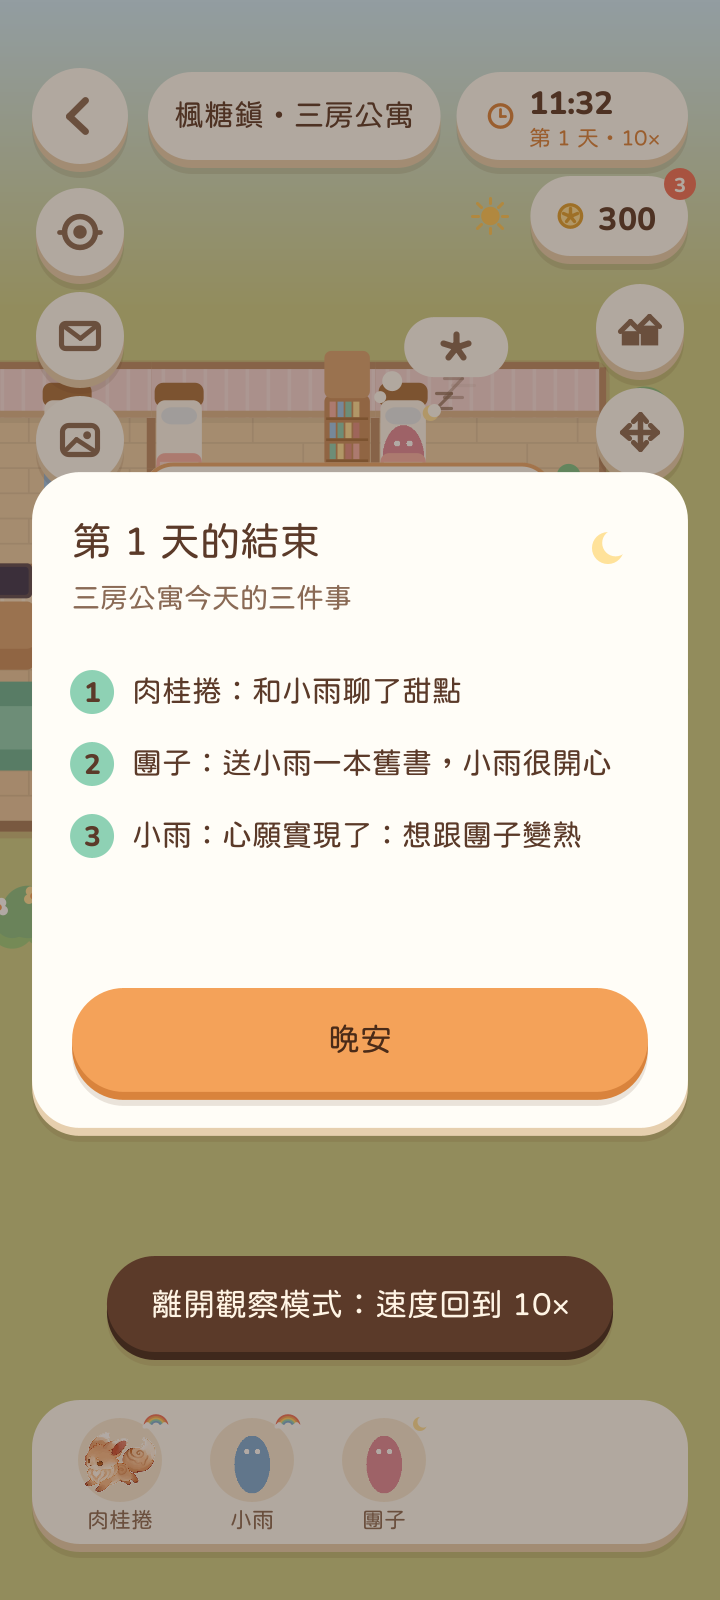 楓糖鎮・三房公寓
11:32
第 1 天・10×
3
300
第 1 天的結束
三房公寓今天的三件事
1 肉桂捲：和小雨聊了甜點
2 團子：送小雨一本舊書，小雨很開心
3 小雨：心願實現了：想跟團子變熟
晚安
離開觀察模式：速度回到 10×
肉桂捲 小雨 團子